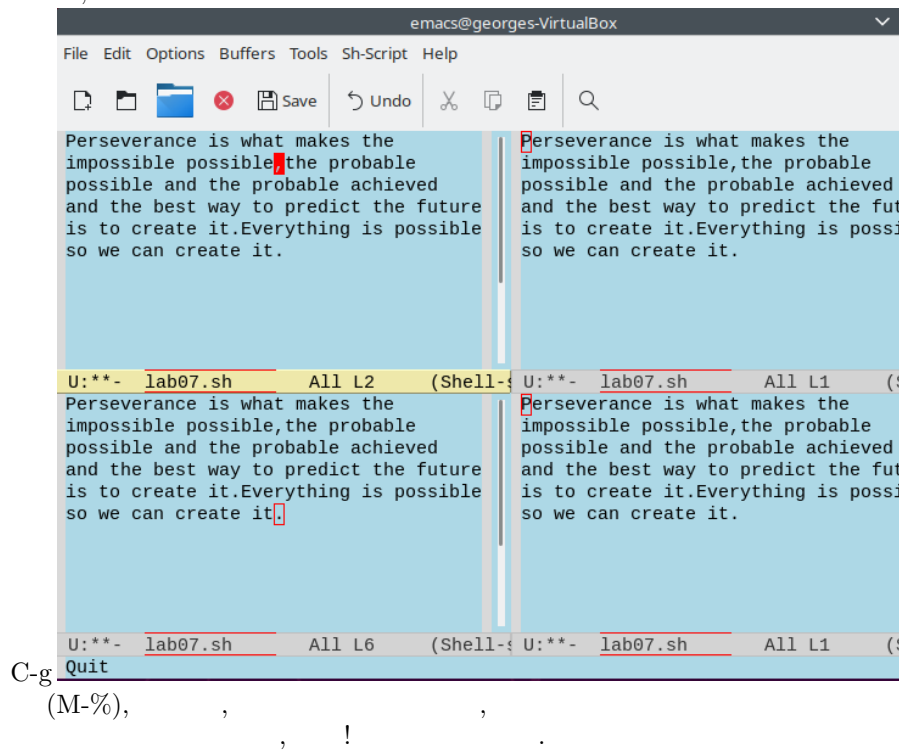 ,
emacs@georges-VirtualBox
File Edit Options Buffers Tools Sh-Script Help
Save Undo
Perseverance is what makes the
impossible possible,the probable
possible and the probable achieved
and the best way to predict the future
is to create it.Everything is possible
so we can create it.
Perseverance is what makes the
impossible possible,the probable
possible and the probable achieved
and the best way to predict the fut
is to create it.Everything is possi
so we can create it.
U:**- lab07.sh All L2 (Shell-s
U:**- lab07.sh All L1 (S
Perseverance is what makes the
impossible possible,the probable
possible and the probable achieved
and the best way to predict the future
is to create it.Everything is possible
so we can create it.
Perseverance is what makes the
impossible possible,the probable
possible and the probable achieved
and the best way to predict the fut
is to create it.Everything is possi
so we can create it.
U:**- lab07.sh All L6 (Shell-s
U:**- lab07.sh All L1 (S
C-g Quit
(M-%), , ,
, ! .